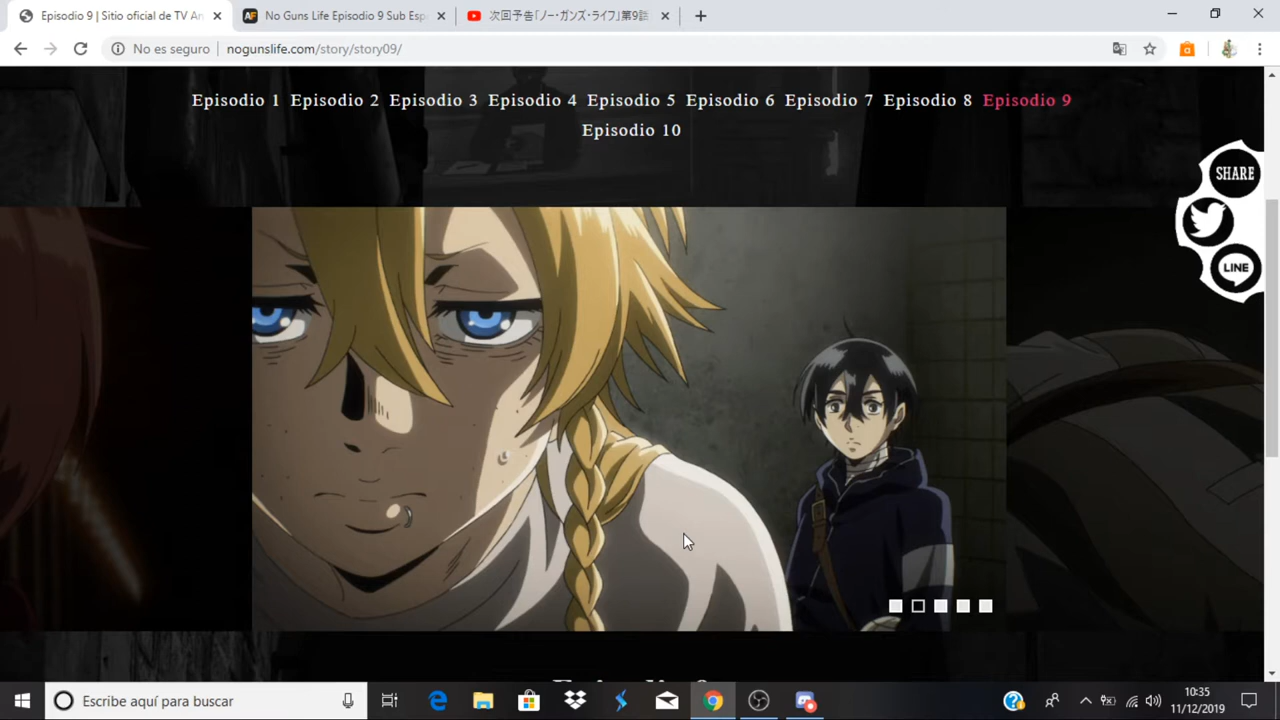 Episodio 9 | Sitio oficial de TV An
No Guns Life Episodio 9 Sub Esp
次回予告「ノー・ガンズ・ライフ」第9話
No es seguro
nogunslife.com/story/story09/
Episodio 1 Episodio 2 Episodio 3 Episodio 4 Episodio 5 Episodio 6 Episodio 7 Episodio 8 Episodio 9
Episodio 10
SHARE
LINE
Episodio 9
Escribe aquí para buscar
10:35
11/12/2019